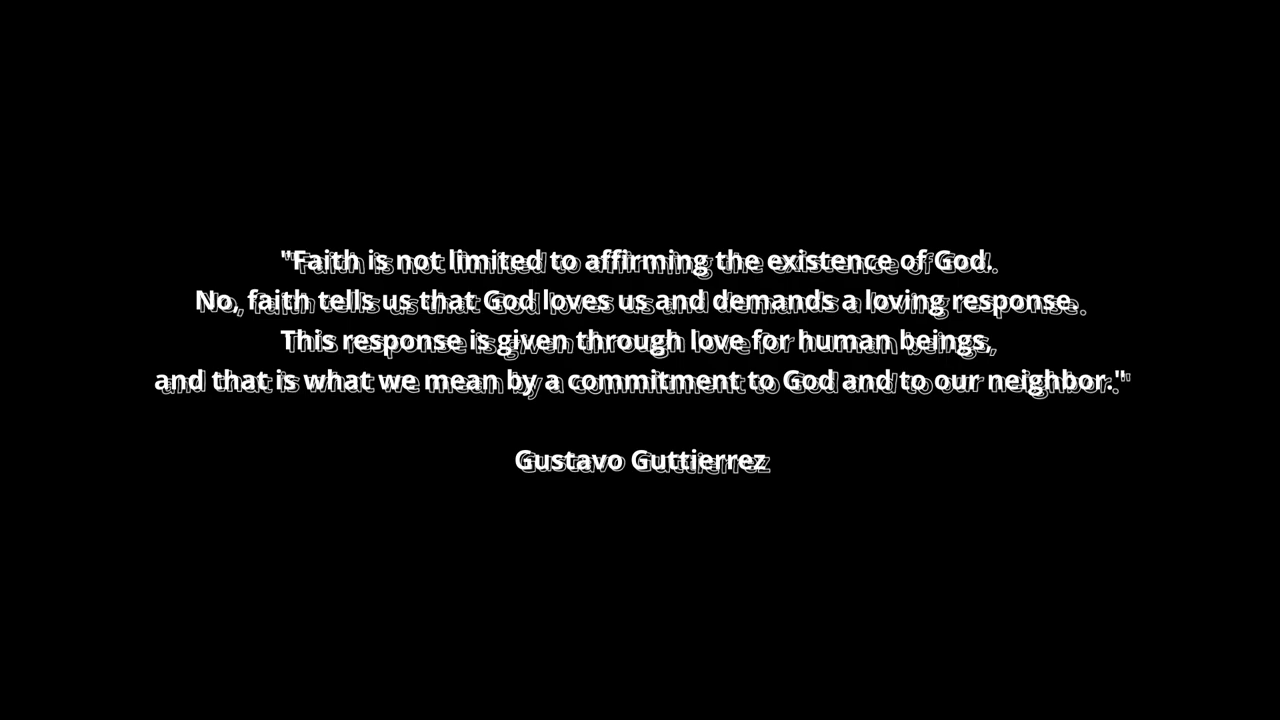 "Faith is not limited to affirming the existence of God.
No, faith tells us that God loves us and demands a loving response.
This response is given through love for human beings,
and that is what we mean by a commitment to God and to our neighbor."
Gustavo Guttierrez